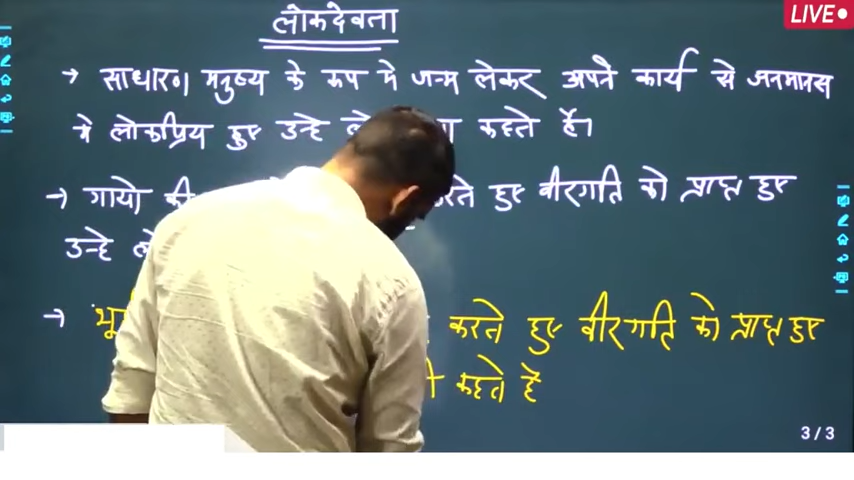 लोकदेवता
LIVE
→ साधारण मनुष्य के रूप मे जन्म लेकर अपने कार्य से जनमानस
मे लोकप्रिय हुए उन्हे कहते हैं।
→ गायो की करते हुए वीरगति को प्राप्त हुए
उन्हे
→ करते हुए वीरगति को प्राप्त हुए
कहते है
3 / 3